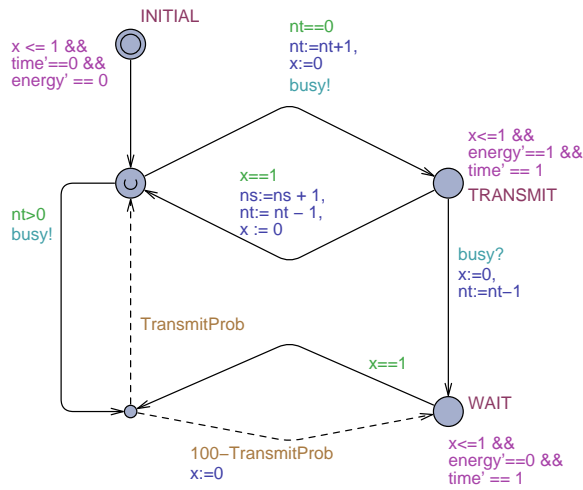 INITIAL
x <= 1 &&
time'==0 &&
energy' == 0
nt==0
nt:=nt+1,
x:=0
busy!
x<=1 &&
energy'==1 &&
time' == 1
TRANSMIT
x==1
ns:=ns + 1,
nt:= nt − 1,
x := 0
nt>0
busy!
busy?
x:=0,
nt:=nt−1
TransmitProb
x==1
WAIT
100−TransmitProb
x:=0
x<=1 &&
energy'==0 &&
time' == 1